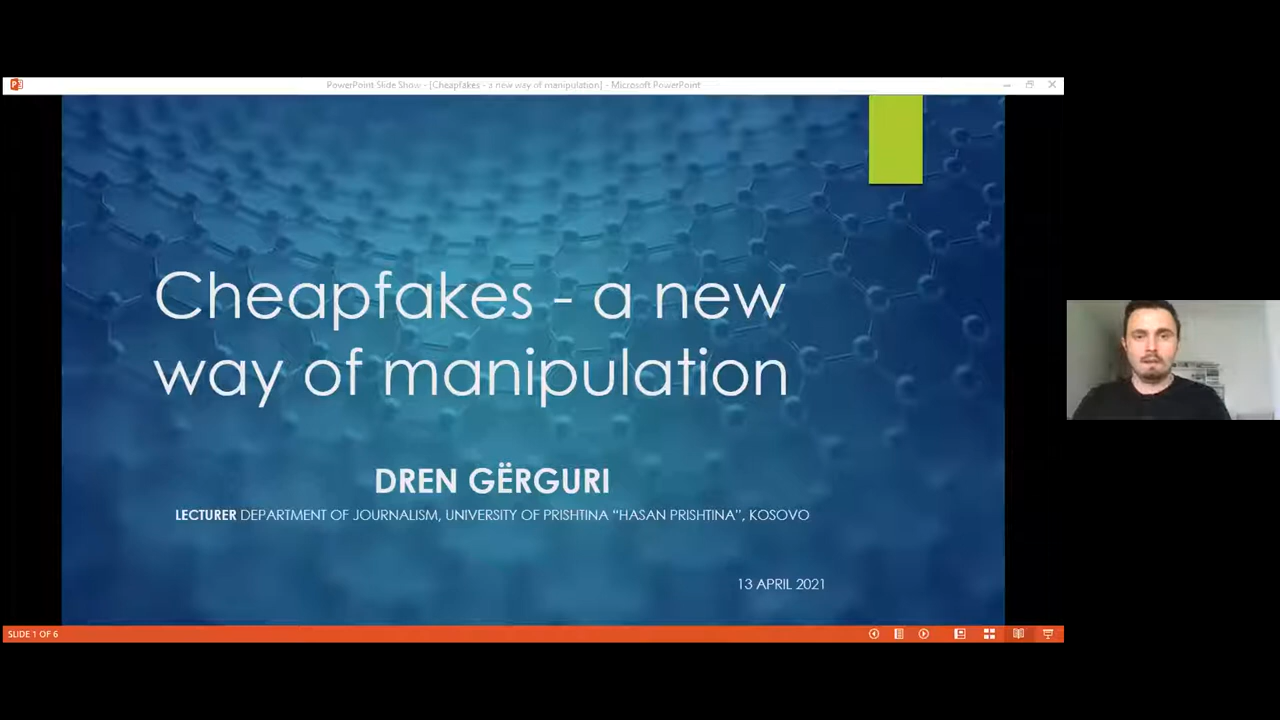 PowerPoint Slide Show - [Cheapfakes - a new way of manipulation] - Microsoft PowerPoint
Cheapfakes - a new
way of manipulation
DREN GËRGURI
LECTURER DEPARTMENT OF JOURNALISM, UNIVERSITY OF PRISHTINA “HASAN PRISHTINA”, KOSOVO
13 APRIL 2021
SLIDE 1 OF 6